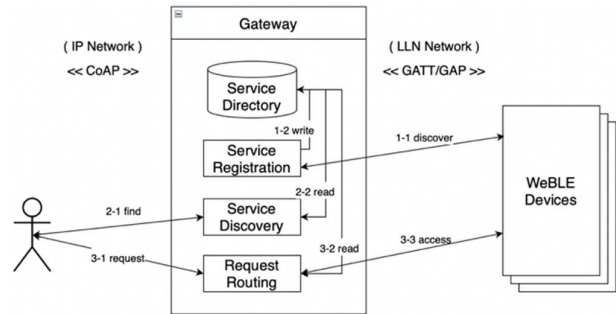 Gateway
( IP Network )
<< CoAP >>
( LLN Network )
<< GATT/GAP >>
Service
Directory
1-2 write
Service
Registration
1-1 discover
2-2 read
WeBLE
Devices
2-1 find
Service
Discovery
3-2 read
3-3 access
3-1 request
Request
Routing